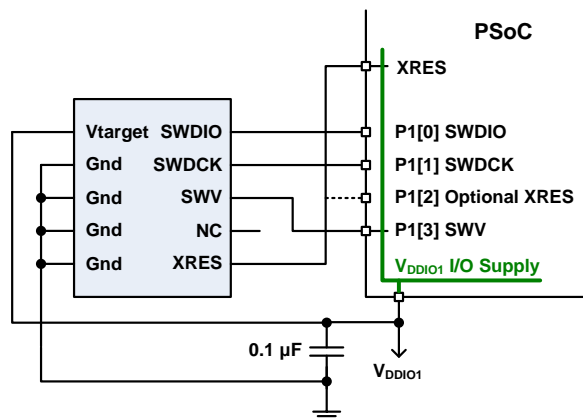 PSoC
XRES
Vtarget SWDIO
P1[0] SWDIO
Gnd SWDCK
P1[1] SWDCK
Gnd SWV
P1[2] Optional XRES
Gnd NC
P1[3] SWV
Gnd XRES
VDDIO1 I/O Supply
0.1 µF
VDDIO1